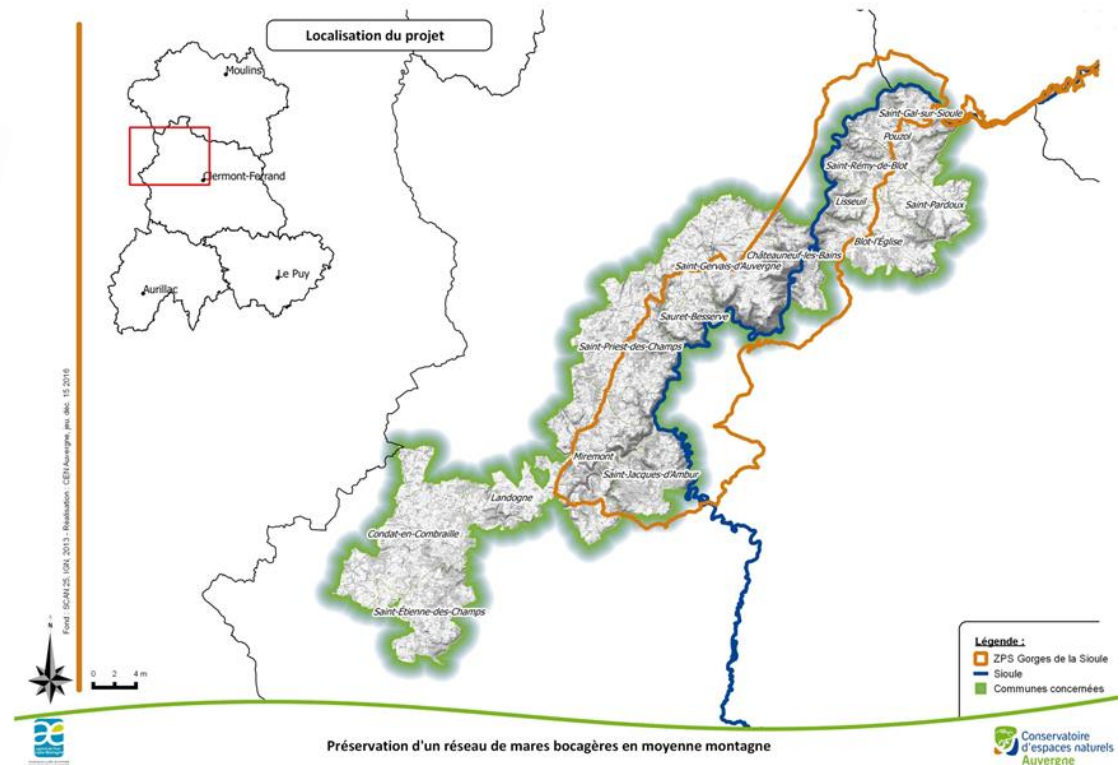 Localisation du projet
Moulins
Clermont-Ferrand
Le Puy
Aurillac
Saint-Gal-sur-Sioule
Pouzol
Saint-Rémy-de-Blot
Lisseuil
Saint-Pardoux
Blot-l'Église
Châteauneuf-les-Bains
Saint-Gervais-d'Auvergne
Sauret-Besserve
Saint-Priest-des-Champs
Miremont
Saint-Jacques-d'Ambur
Landogne
Condat-en-Combraille
Saint-Étienne-des-Champs
Fond : SCAN 25, IGN, 2013 - Réalisation : CEN Auvergne, jeu. déc. 15 2016
N
0 2 4 m
Légende :
ZPS Gorges de la Sioule
Sioule
Communes concernées
Préservation d'un réseau de mares bocagères en moyenne montagne
Conservatoire
d'espaces naturels
Auvergne